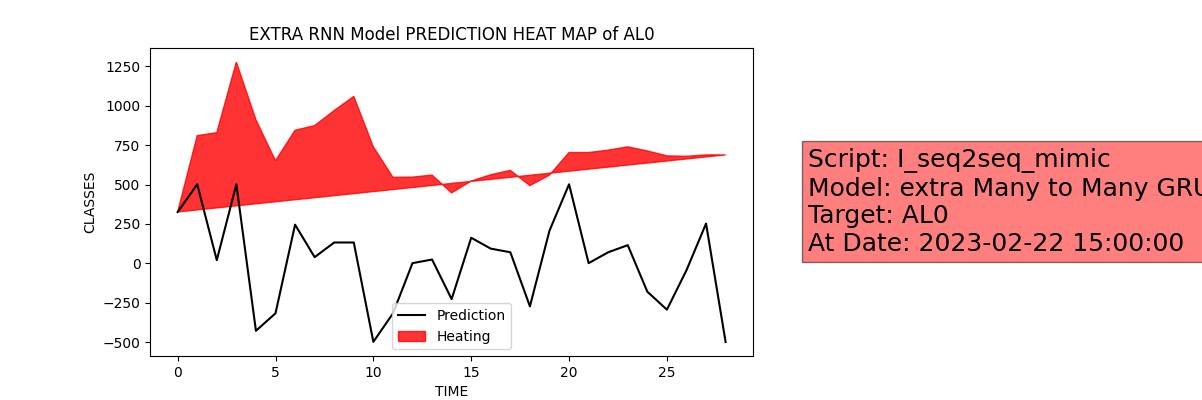 EXTRA RNN Model PREDICTION HEAT MAP of AL0
CLASSES
1250
1000
750
500
250
0
−250
−500
0 5 10 15 20 25
TIME
Prediction
Heating
Script: I_seq2seq_mimic
Model: extra Many to Many GRU
Target: AL0
At Date: 2023-02-22 15:00:00